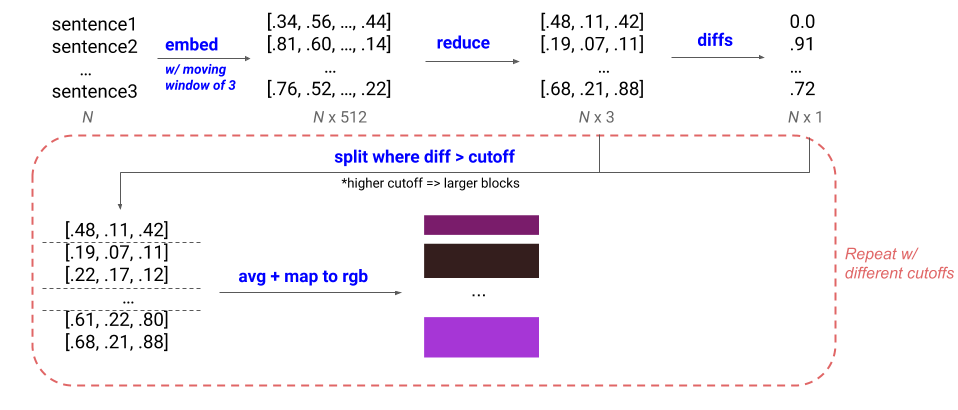 sentence1
sentence2
...
sentence3
N
embed
w/ moving
window of 3
[.34, .56, ..., .44]
[.81, .60, ..., .14]
...
[.76, .52, ..., .22]
N x 512
reduce
[.48, .11, .42]
[.19, .07, .11]
...
[.68, .21, .88]
N x 3
diffs
0.0
.91
...
.72
N x 1
split where diff > cutoff
*higher cutoff => larger blocks
[.48, .11, .42]
[.19, .07, .11]
[.22, .17, .12]
...
[.61, .22, .80]
[.68, .21, .88]
avg + map to rgb
...
Repeat w/
different cutoffs